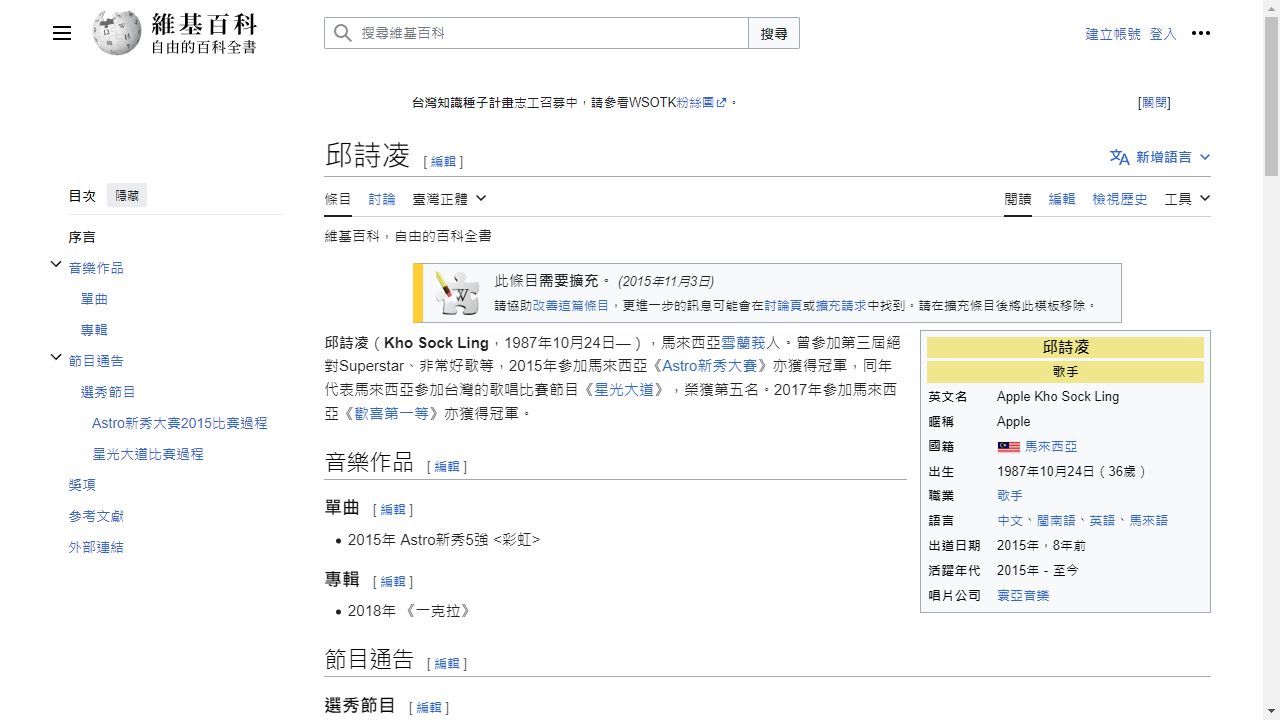 維基百科
自由的百科全書
搜尋維基百科
搜尋
建立帳號 登入
台灣知識種子計畫志工召募中，請參看WSOTK粉絲團。
[關閉]
邱詩凌 [ 編輯 ]
新增語言
目次 隱藏
序言
音樂作品
單曲
專輯
節目通告
選秀節目
Astro新秀大賽2015比賽過程
星光大道比賽過程
獎項
參考文獻
外部連結
條目 討論 臺灣正體
閱讀 編輯 檢視歷史 工具
維基百科，自由的百科全書
此條目需要擴充。 (2015年11月3日)
請協助改善這篇條目，更進一步的訊息可能會在討論頁或擴充請求中找到。請在擴充條目後將此模板移除。
邱詩凌（Kho Sock Ling，1987年10月24日—），馬來西亞雪蘭莪人。曾參加第三屆絕
對Superstar、非常好歌等，2015年參加馬來西亞《Astro新秀大賽》亦獲得冠軍，同年
代表馬來西亞參加台灣的歌唱比賽節目《星光大道》，榮獲第五名。2017年參加馬來西
亞《歡喜第一等》亦獲得冠軍。
邱詩凌
歌手
英文名 Apple Kho Sock Ling
暱稱 Apple
國籍 馬來西亞
出生 1987年10月24日（36歲）
職業 歌手
語言 中文、閩南語、英語、馬來語
出道日期 2015年，8年前
活躍年代 2015年 - 至今
唱片公司 寰亞音樂
音樂作品 [ 編輯 ]
單曲 [ 編輯 ]
• 2015年 Astro新秀5強 <彩虹>
專輯 [ 編輯 ]
• 2018年 《一克拉》
節目通告 [ 編輯 ]
選秀節目 [ 編輯 ]